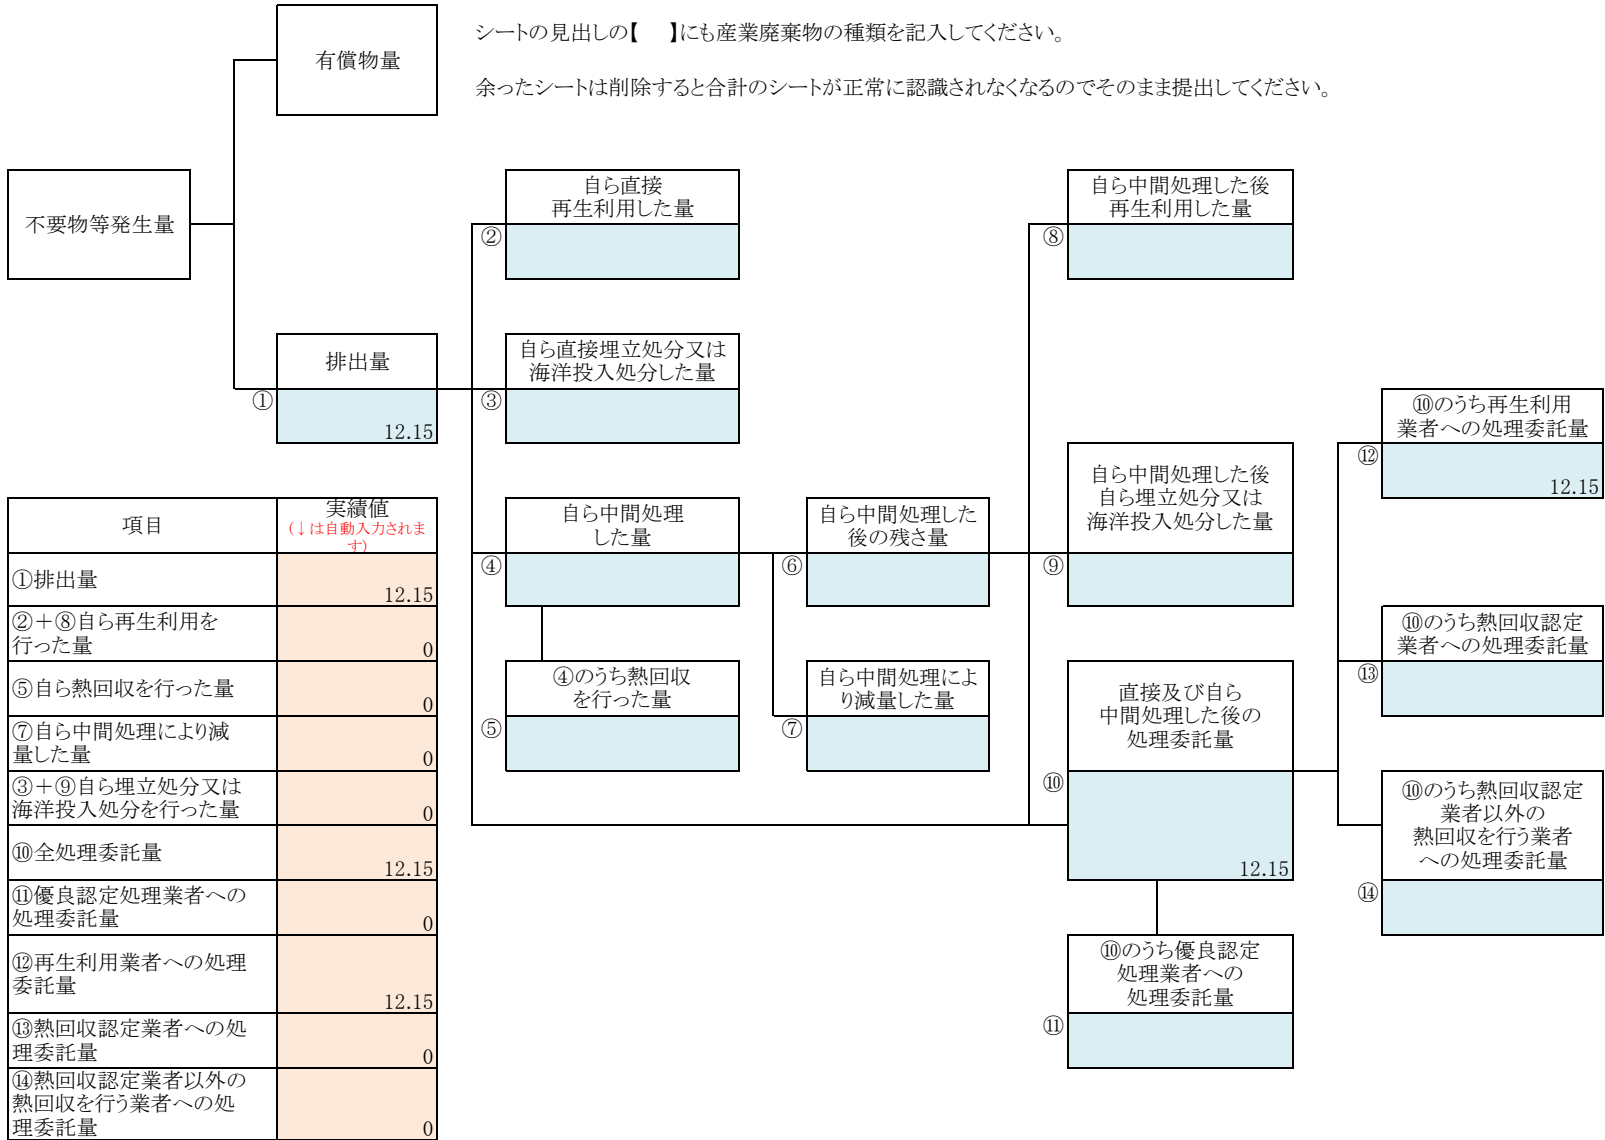 シートの見出しの【　】にも産業廃棄物の種類を記入してください。
有償物量
余ったシートは削除すると合計のシートが正常に認識されなくなるのでそのまま提出してください。
不要物等発生量
自ら直接
再生利用した量
②
自ら中間処理した後
再生利用した量
⑧
排出量
①
12.15
自ら直接埋立処分又は
海洋投入処分した量
③
⑩のうち再生利用
業者への処理委託量
⑫
12.15
自ら中間処理した後
自ら埋立処分又は
海洋投入処分した量
⑨
自ら中間処理
した量
④
自ら中間処理した
後の残さ量
⑥
⑩のうち熱回収認定
業者への処理委託量
⑬
④のうち熱回収
を行った量
⑤
自ら中間処理によ
り減量した量
⑦
直接及び自ら
中間処理した後の
処理委託量
⑩
12.15
⑩のうち熱回収認定
業者以外の
熱回収を行う業者
への処理委託量
⑭
⑩のうち優良認定
処理業者への
処理委託量
⑪
項目
実績値
(↓は自動入力されま
す)
①排出量
12.15
②＋⑧自ら再生利用を
行った量
0
⑤自ら熱回収を行った量
0
⑦自ら中間処理により減
量した量
0
③＋⑨自ら埋立処分又は
海洋投入処分を行った量
0
⑩全処理委託量
12.15
⑪優良認定処理業者への
処理委託量
0
⑫再生利用業者への処理
委託量
12.15
⑬熱回収認定業者への処
理委託量
0
⑭熱回収認定業者以外の
熱回収を行う業者への処
理委託量
0